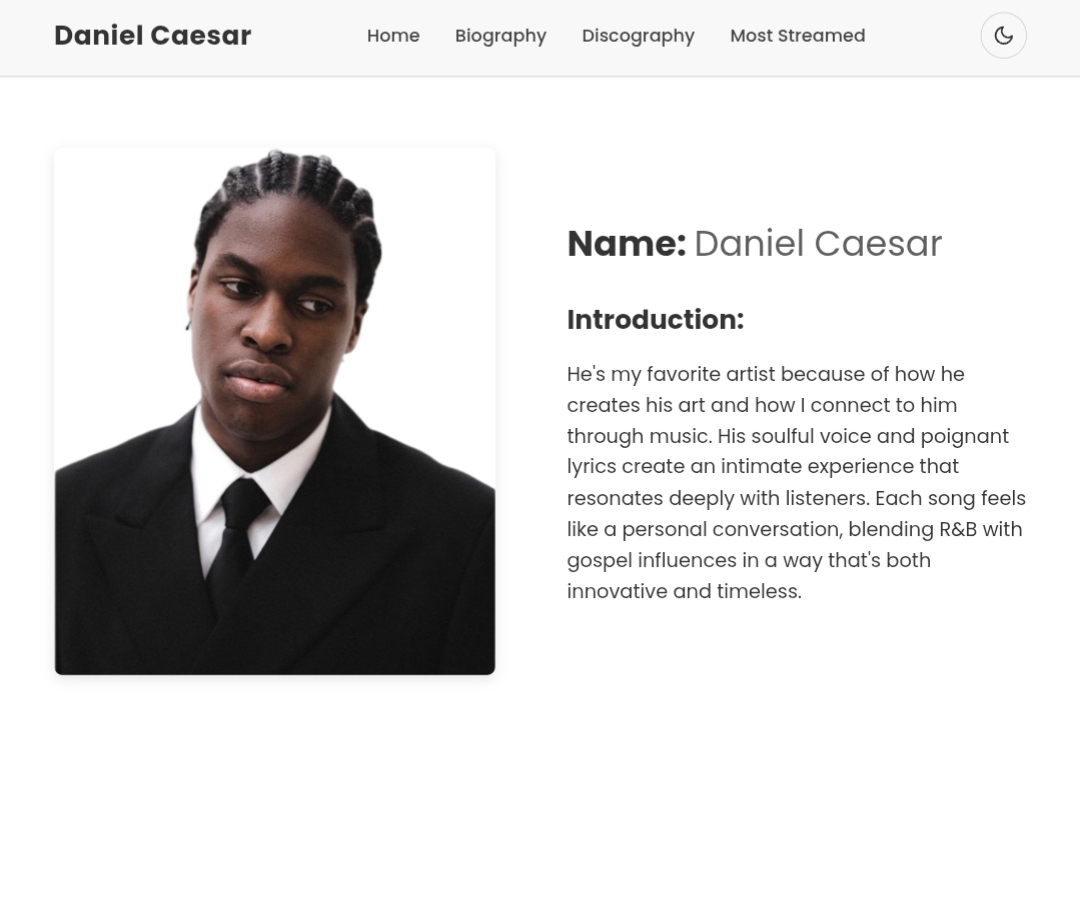 Daniel Caesar
Home Biography Discography Most Streamed
Name: Daniel Caesar
Introduction:
He's my favorite artist because of how he
creates his art and how I connect to him
through music. His soulful voice and poignant
lyrics create an intimate experience that
resonates deeply with listeners. Each song feels
like a personal conversation, blending R&B with
gospel influences in a way that's both
innovative and timeless.